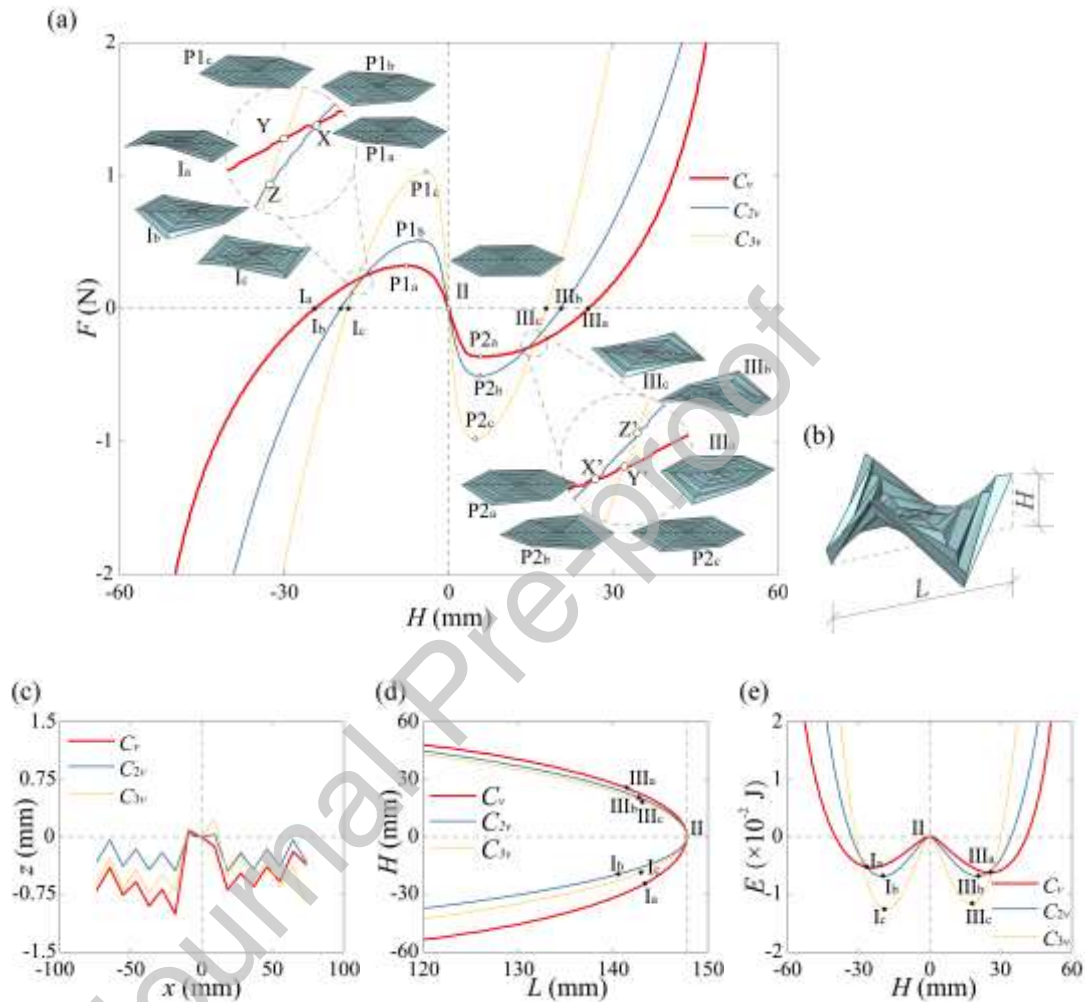 (a)
2
1
0
-1
-2
F (N)
-60
-30
0
30
60
H (mm)
P1c
P1b
P1a
Y
X
Z
Ia
Ib
Ic
P1c
P1b
P1a
Ia
Ib
Ic
II
IIIc
IIIb
IIIa
P2a
P2b
P2c
Cv
C2v
C3v
IIIc
IIIb
IIIa
Z'
X'
Y'
P2a
P2b
P2c
(b)
H
L
(c)
1.5
0.75
0
-0.75
-1.5
z (mm)
-100
-50
0
50
100
x (mm)
Cv
C2v
C3v
(d)
60
30
0
-30
-60
H (mm)
120
130
140
150
L (mm)
Cv
C2v
C3v
IIIa
IIIb
IIIc
II
Ib
Ic
Ia
(e)
2
1
0
-1
-2
E (×10⁻² J)
-60
-30
0
30
60
H (mm)
II
Ia
Ib
Ic
IIIa
IIIb
IIIc
Cv
C2v
C3v
Journal Pre-proof